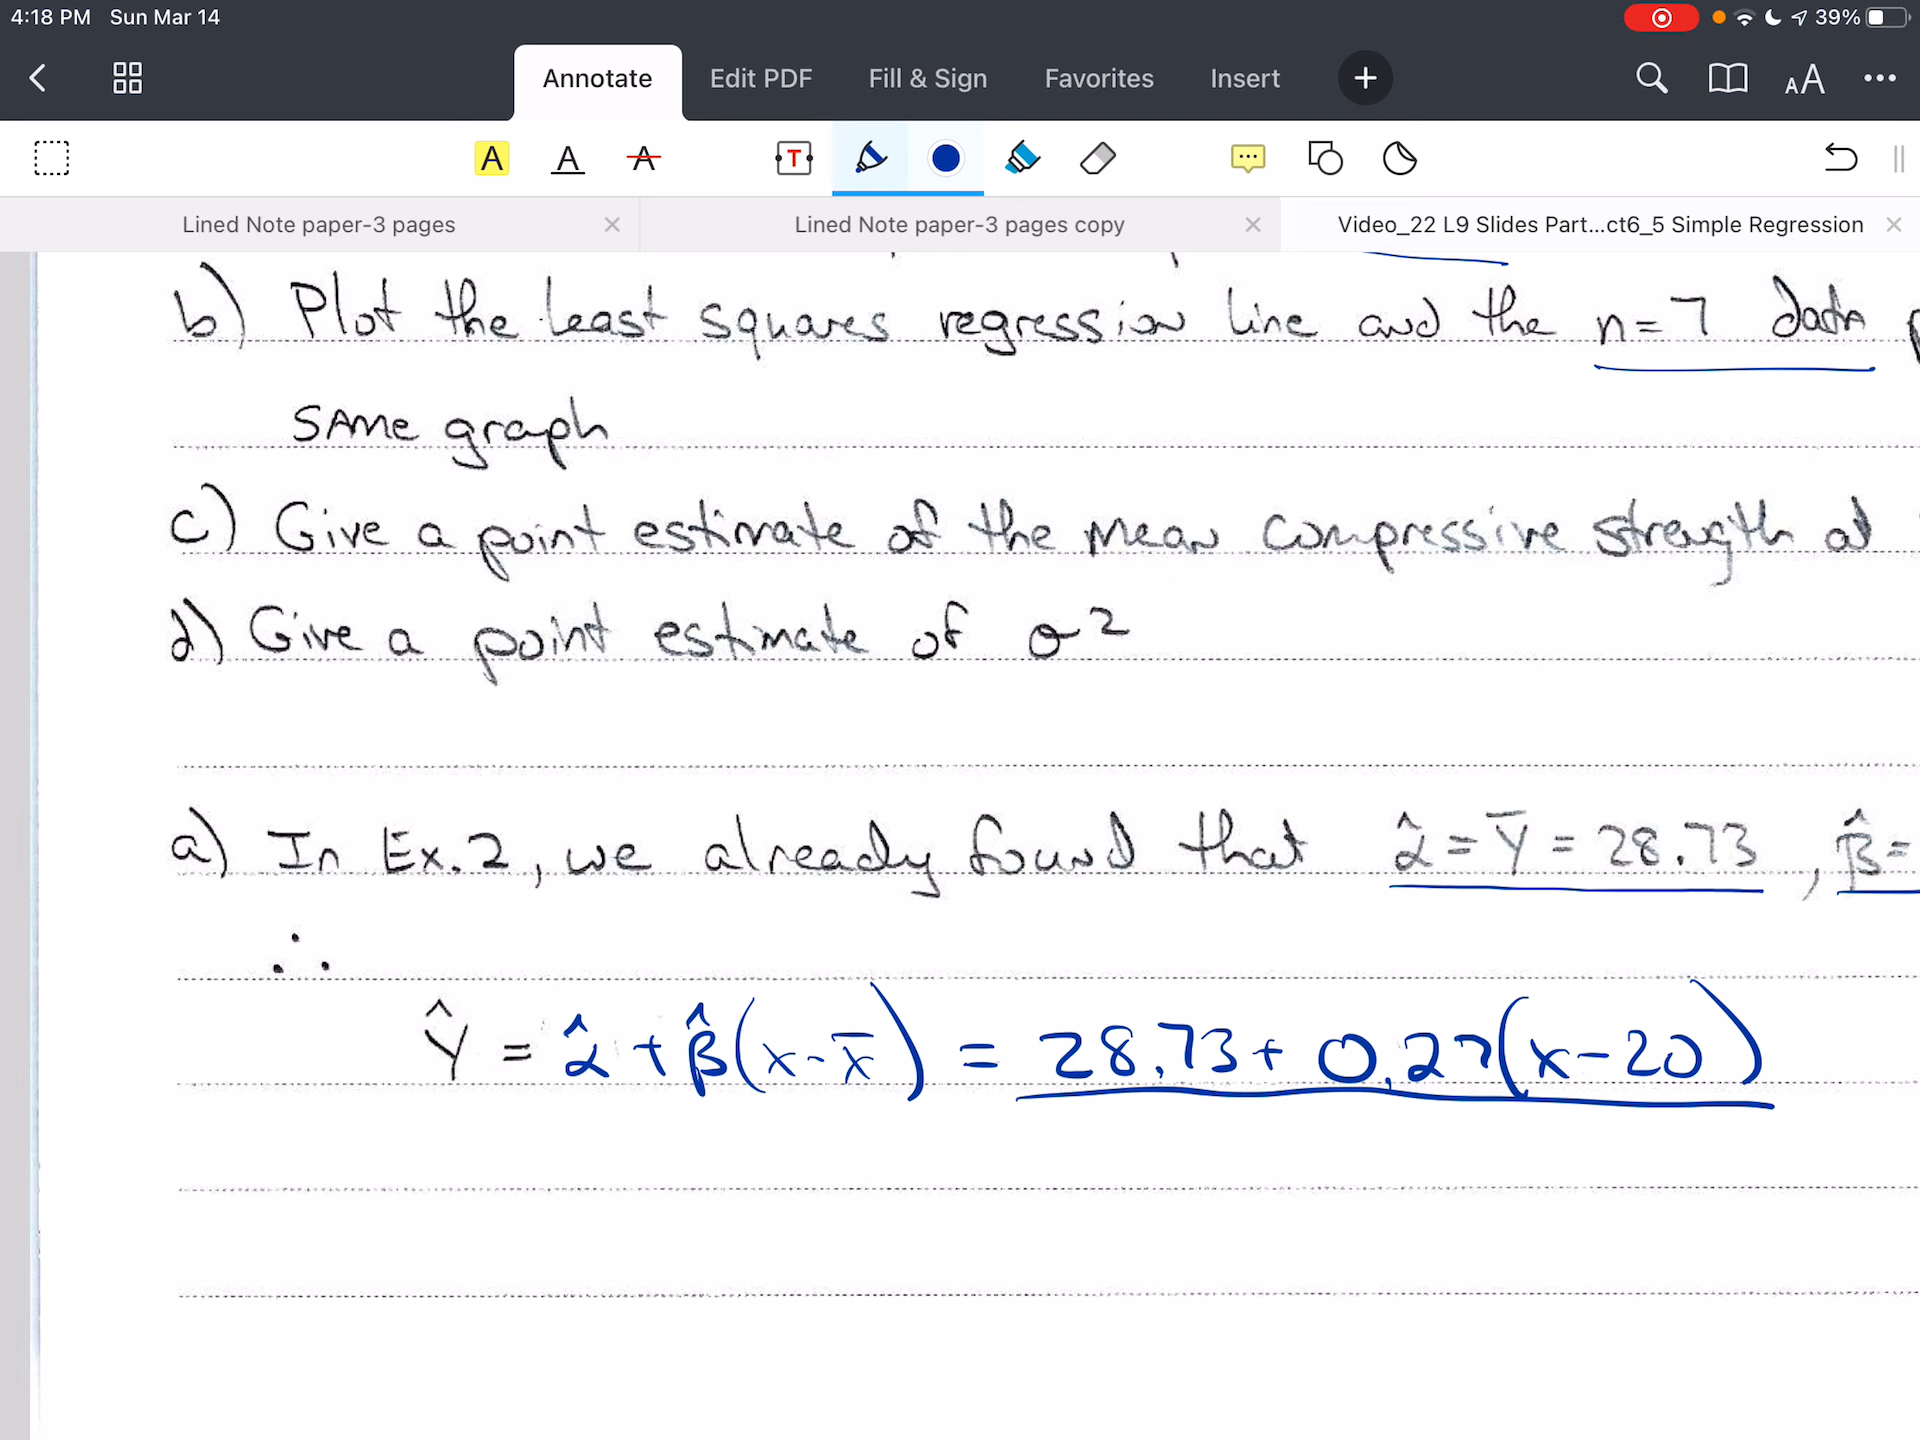 4:18 PM Sun Mar 14 39%
Annotate Edit PDF Fill & Sign Favorites Insert
A A A T
Lined Note paper-3 pages Lined Note paper-3 pages copy Video_22 L9 Slides Part...ct6_5 Simple Regression
b) Plot the least squares regression line and the n=7 data
SAME graph
c) Give a point estimate of the mean compressive strength at
d) Give a point estimate of σ²
a) In Ex. 2, we already found that α̂ = Y̅ = 28.73, β̂ =
∴
Ŷ = α̂ + β̂(x - x̅) = 28.73 + 0.27(x - 20)